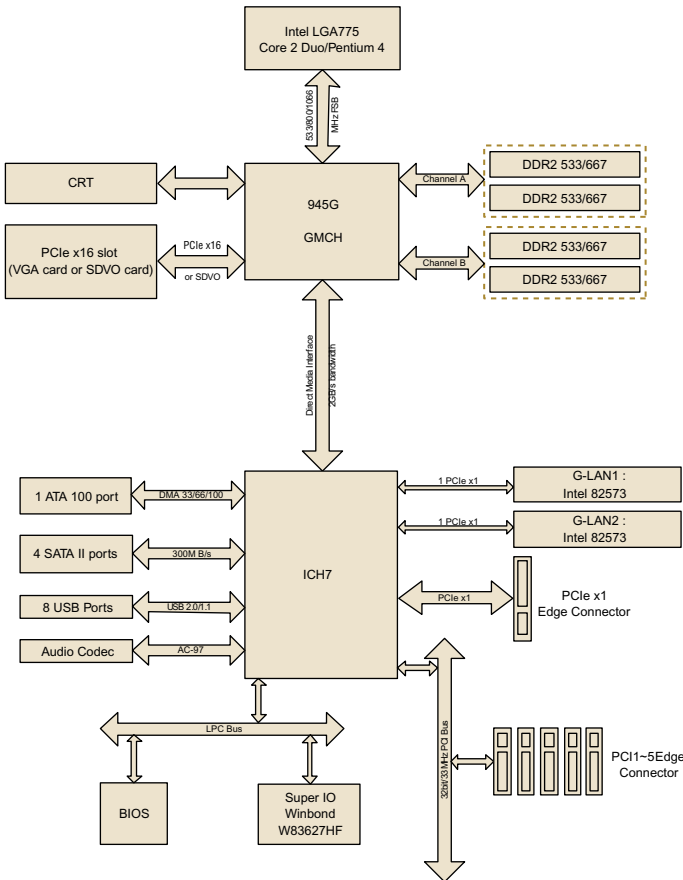 Intel LGA775
Core 2 Duo/Pentium 4
533/800/1066
MHz FSB
CRT
945G
GMCH
Channel A
DDR2 533/667
DDR2 533/667
PCIe x16 slot
(VGA card or SDVO card)
PCIe x16
or SDVO
Channel B
DDR2 533/667
DDR2 533/667
Direct Media Interface
2GB/s bandwidth
1 ATA 100 port
DMA 33/66/100
ICH7
1 PCIe x1
G-LAN1 :
Intel 82573
4 SATA II ports
300M B/s
1 PCIe x1
G-LAN2 :
Intel 82573
8 USB Ports
USB 2.0/1.1
PCIe x1
PCIe x1
Edge Connector
Audio Codec
AC-97
LPC Bus
32bit/33MHz PCI Bus
PCI1~5Edge
Connector
BIOS
Super IO
Winbond
W83627HF